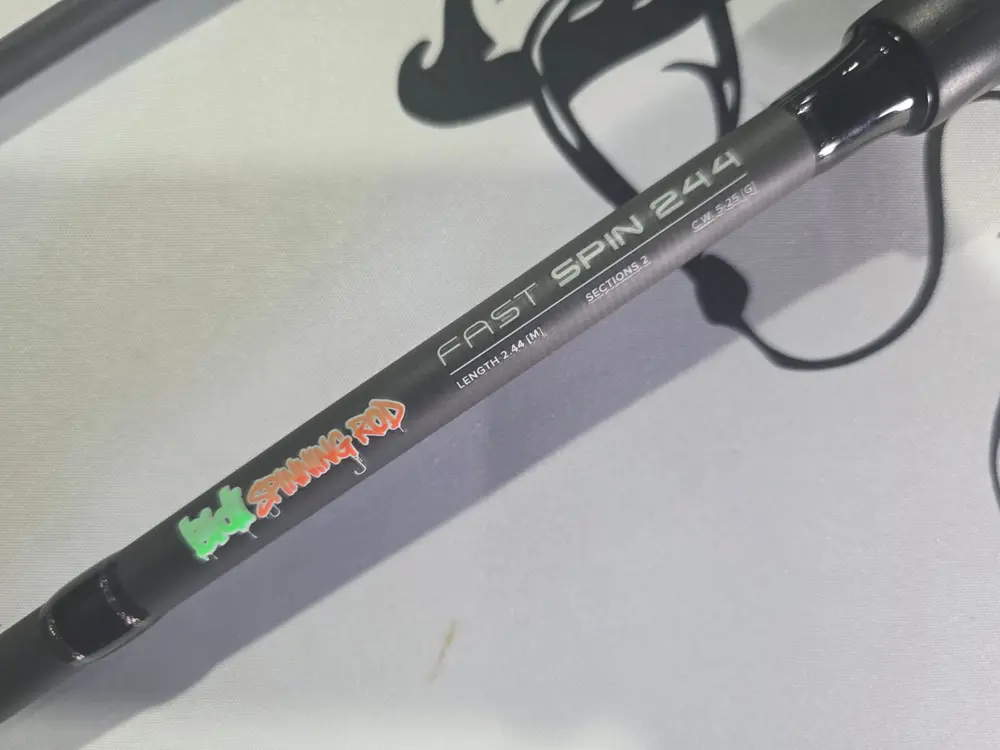 FAST SPIN 244
LENGTH 2.44 [M]
SECTIONS 2
C.W. 5-25 [G]
SPINNING ROD